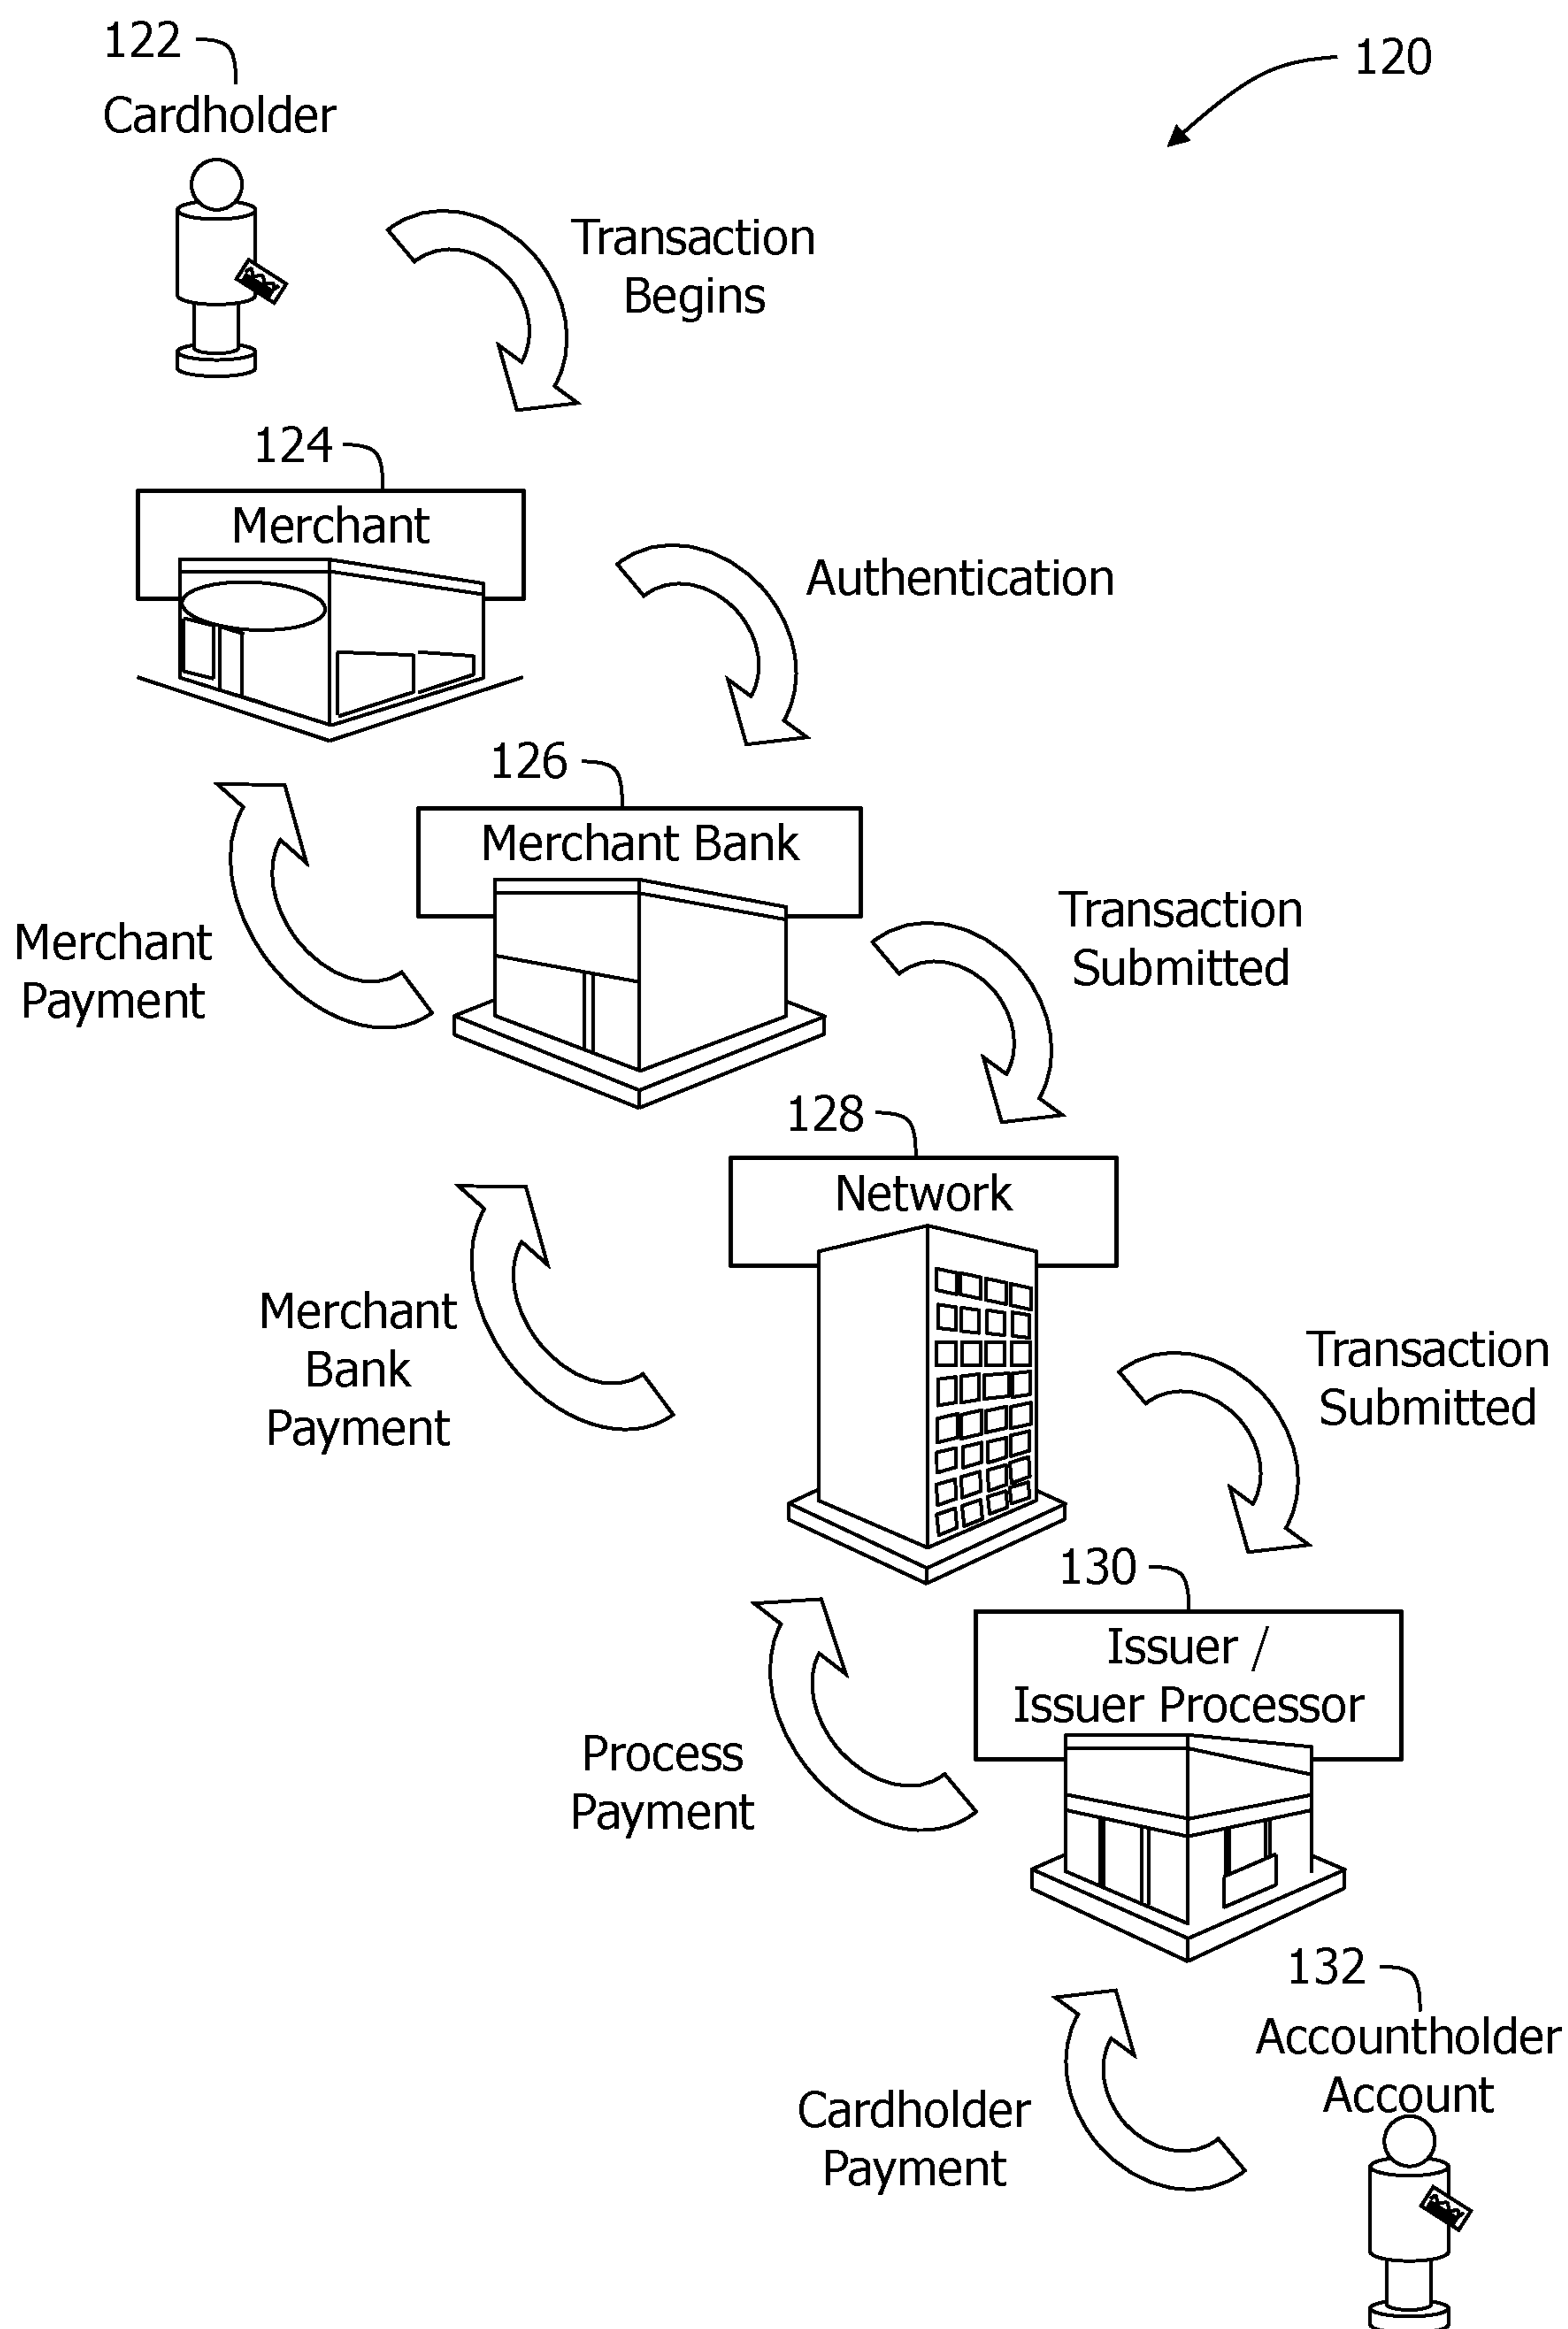 122
120
Cardholder
Transaction
Begins
124
Merchant
Authentication
126
Merchant Bank
Merchant
Payment
Transaction
Submitted
128
Network
Merchant
Bank
Payment
Transaction
Submitted
130
Issuer /
Issuer Processor
Process
Payment
132
Accountholder
Account
Cardholder
Payment